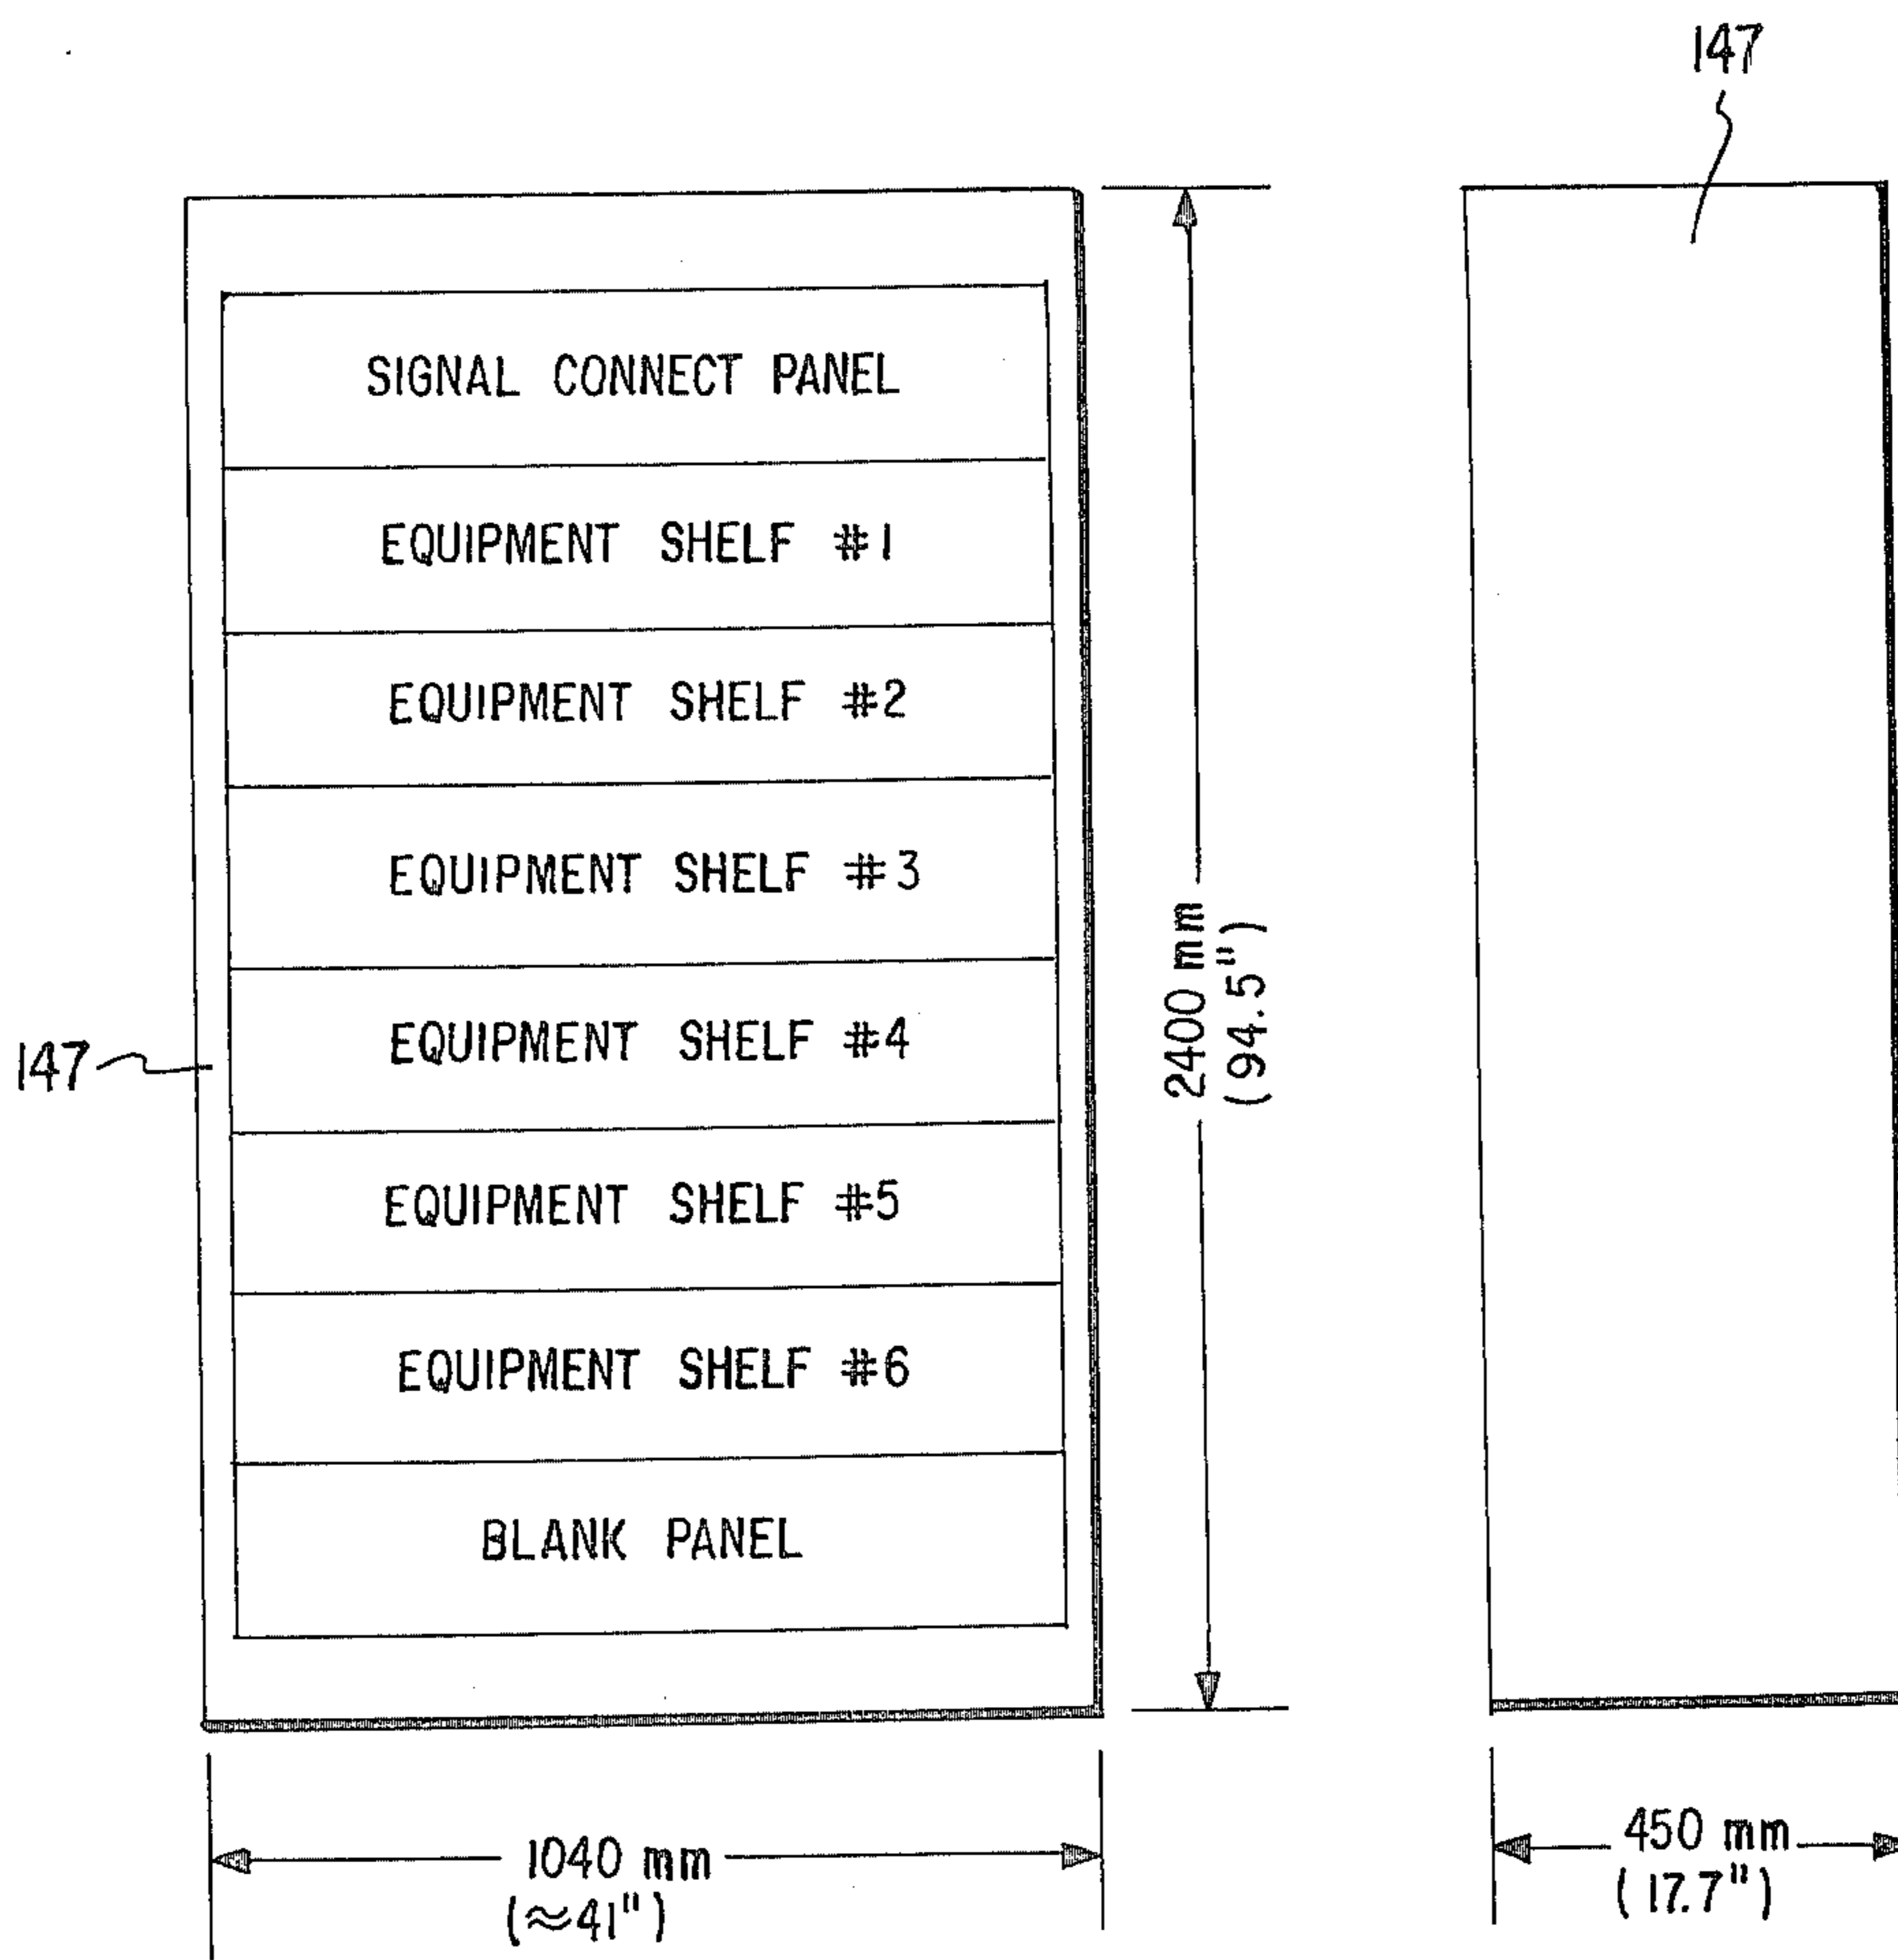 147
SIGNAL CONNECT PANEL
EQUIPMENT SHELF #1
EQUIPMENT SHELF #2
EQUIPMENT SHELF #3
EQUIPMENT SHELF #4
147
EQUIPMENT SHELF #5
EQUIPMENT SHELF #6
BLANK PANEL
2400 mm
(94.5")
1040 mm
(≈41")
450 mm
(17.7")